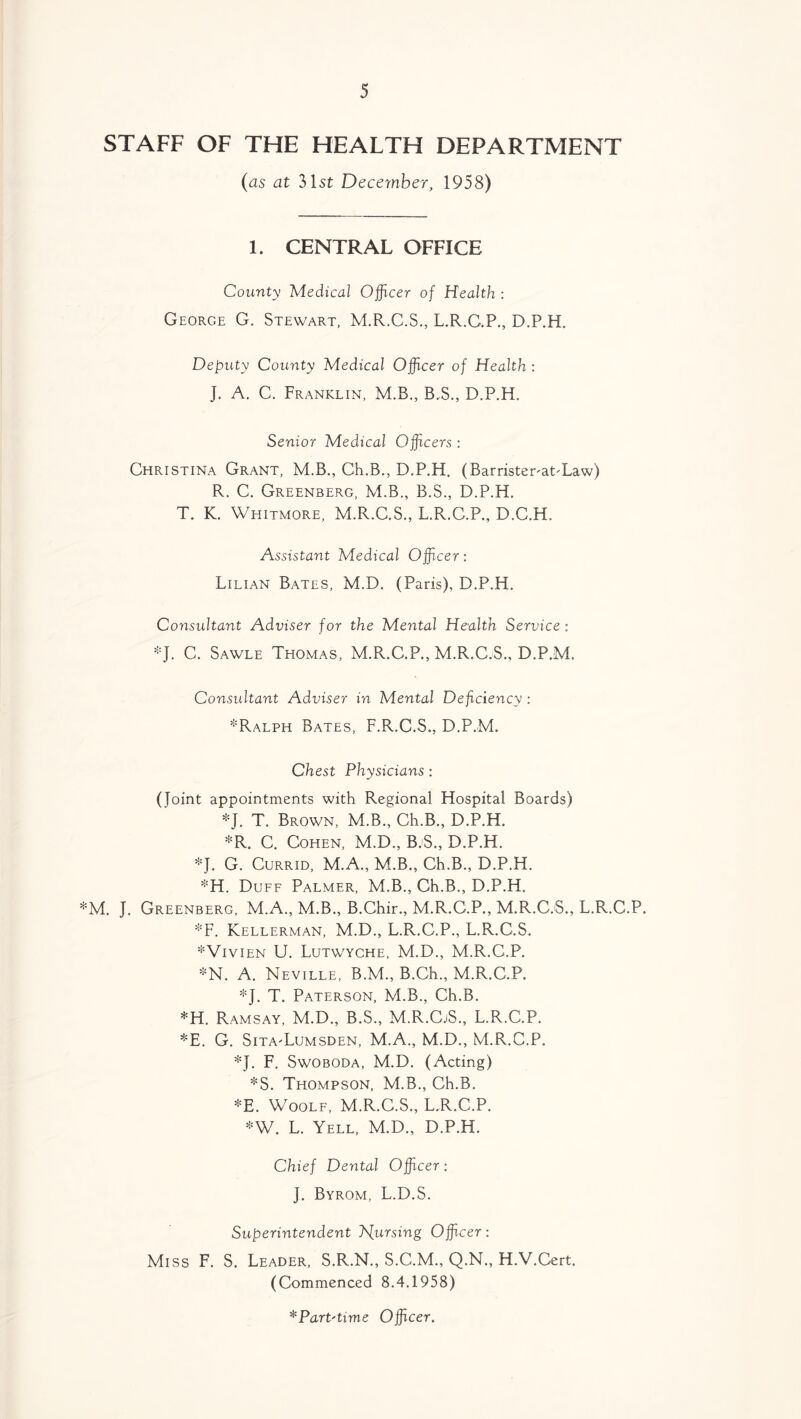 5
STAFF OF THE HEALTH DEPARTMENT
(as at 31st December, 1958)
1. CENTRAL OFFICE
County Medical Officer of Health :
George G. Stewart, M.R.C.S., L.R.C.P., D.P.H.
Deputy County Medical Officer of Health :
J. A. C. Franklin, M.B., B.S., D.P.H.
Senior Medical Officers :
Christina Grant, M.B., Ch.B., D.P.H. (Barrister-at-Law)
R. C. Greenberg, M.B., B.S., D.P.H.
T. K. Whitmore, M.R.C.S., L.R.C.P., D.C.H.
Assistant Medical Officer :
Lilian Bates, M.D. (Paris), D.P.H.
Consultant Adviser for the Mental Health Service :
*J. C. Sawle Thomas, M.R.C.P., M.R.C.S., D.P.M.
Consultant Adviser in Mental Deficiency :
*Ralph Bates, F.R.C.S., D.P.M.
Chest Physicians :
(Joint appointments with Regional Hospital Boards)
*J. T. Brown, M.B., Ch.B., D.P.H.
*R. C. Cohen, M.D., B.S., D.P.H.
*J. G. Currid, M.A., M.B., Ch.B., D.P.H.
*H. Duff Palmer, M.B., Ch.B., D.P.H.
*M. J. Greenberg, M.A., M.B., B.Chir., M.R.C.P., M.R.C.S., L.R.C.P.
*F. Kellerman, M.D., L.R.C.P., L.R.C.S.
*Vivien U. Lutwyche, M.D., M.R.C.P.
*N. A. Neville, B.M., B.Ch., M.R.C.P.
*J. T. Paterson, M.B., Ch.B.
*H. Ramsay, M.D., B.S., M.R.C.S., L.R.C.P.
*E. G. Sita-Lumsden, M.A., M.D., M.R.C.P.
*J. F. Swoboda, M.D. (Acting)
*S. Thompson, M.B., Ch.B.
*E. Woolf, M.R.C.S., L.R.C.P.
*W. L. Yell, M.D., D.P.H.
Chief Dental Officer :
J. Byrom, L.D.S.
Superintendent Nursing Officer :
Miss F. S. Leader, S.R.N., S.C.M., Q.N., H.V.Cert.
(Commenced 8.4.1958)
*Part-time Officer.